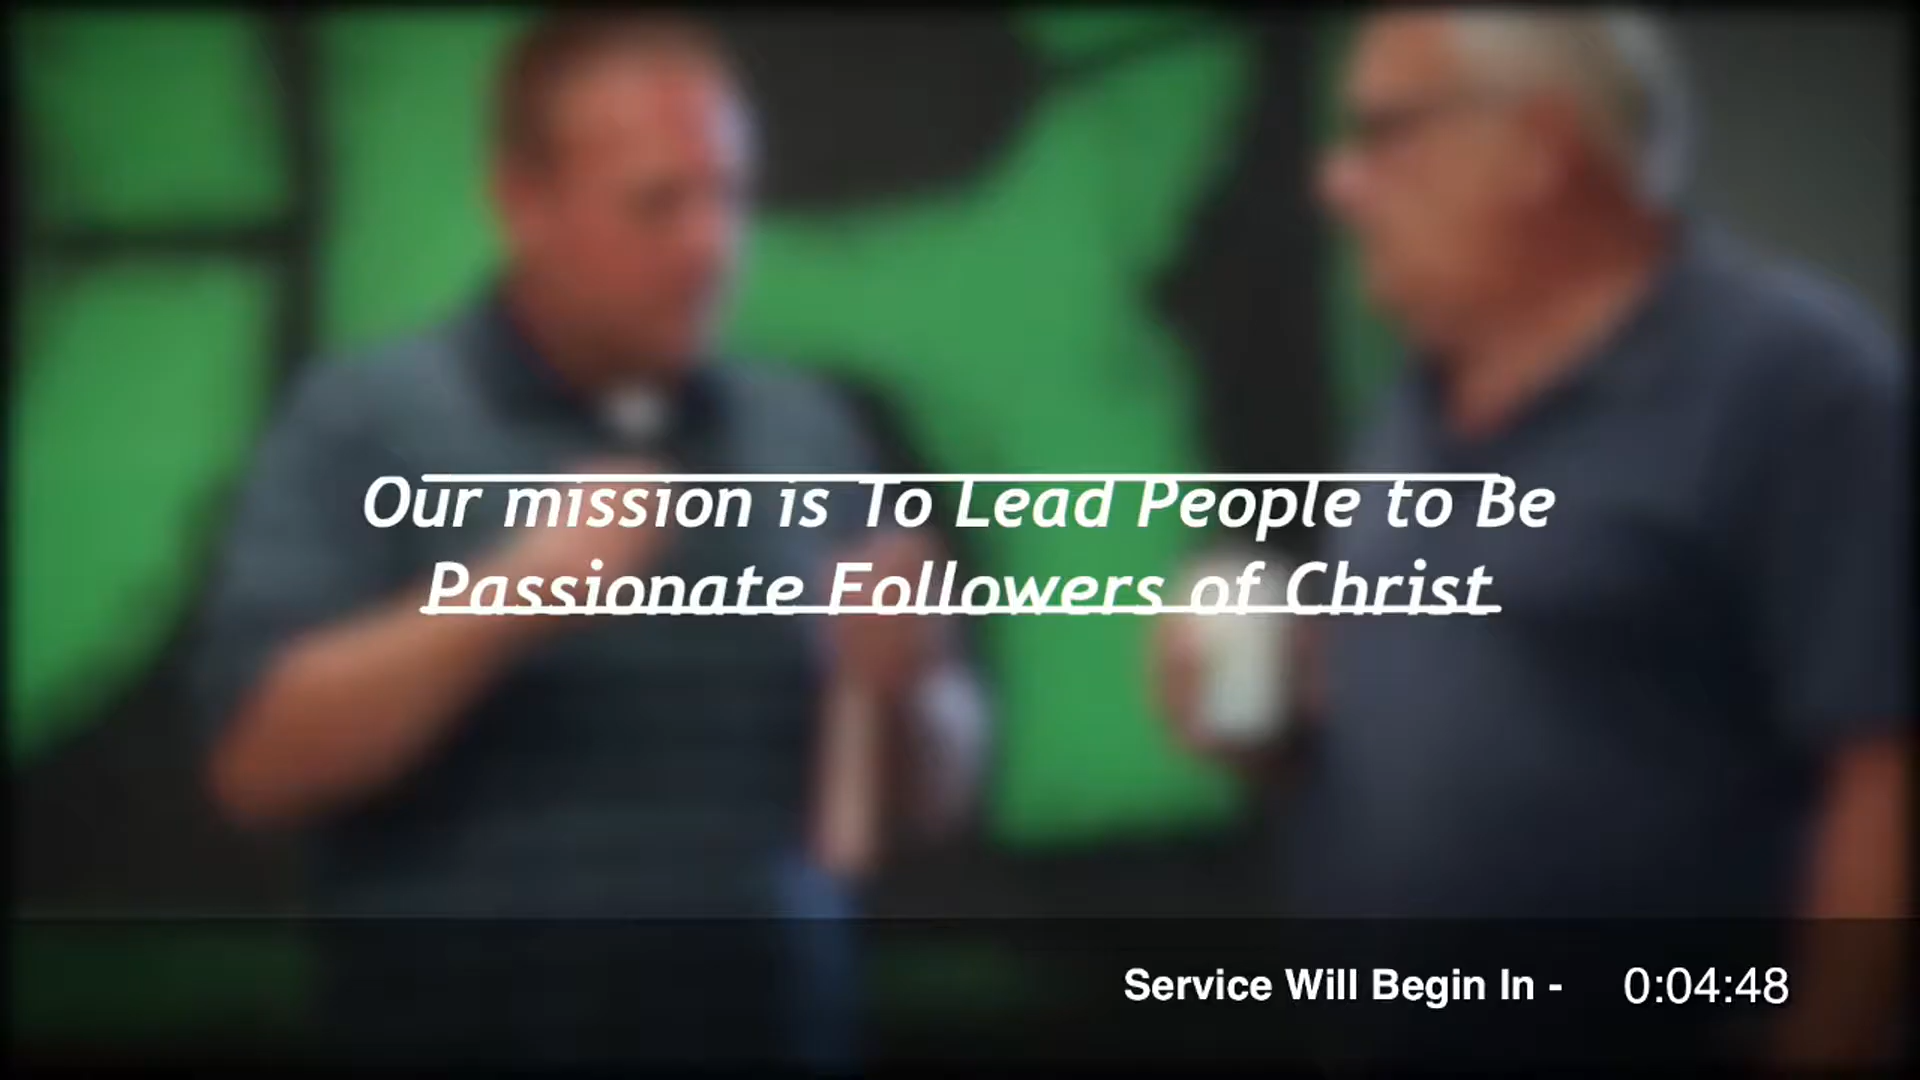 Our mission is To Lead People to Be
Passionate Followers of Christ
Service Will Begin In - 0:04:48